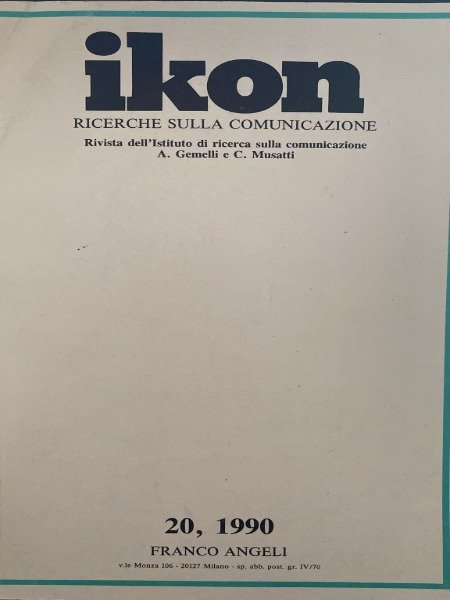 ikon
RICERCHE SULLA COMUNICAZIONE
Rivista dell'Istituto di ricerca sulla comunicazione
A. Gemelli e C. Musatti
20, 1990
FRANCO ANGELI
v.le Monza 106 - 20127 Milano - sp. abb. post. gr. IV/70